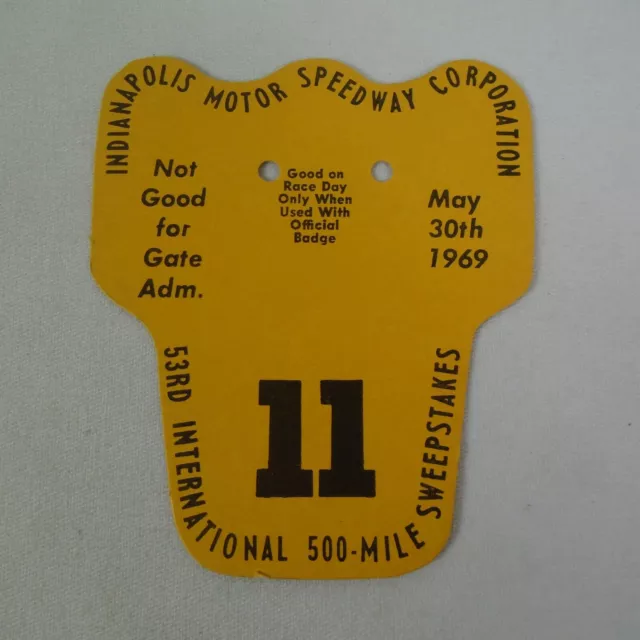 INDIANAPOLIS MOTOR SPEEDWAY CORPORATION
Not
Good
for
Gate
Adm.
Good on
Race Day
Only When
Used With
Official
Badge
May
30th
1969
11
53RD INTERNATIONAL 500-MILE SWEEPSTAKES